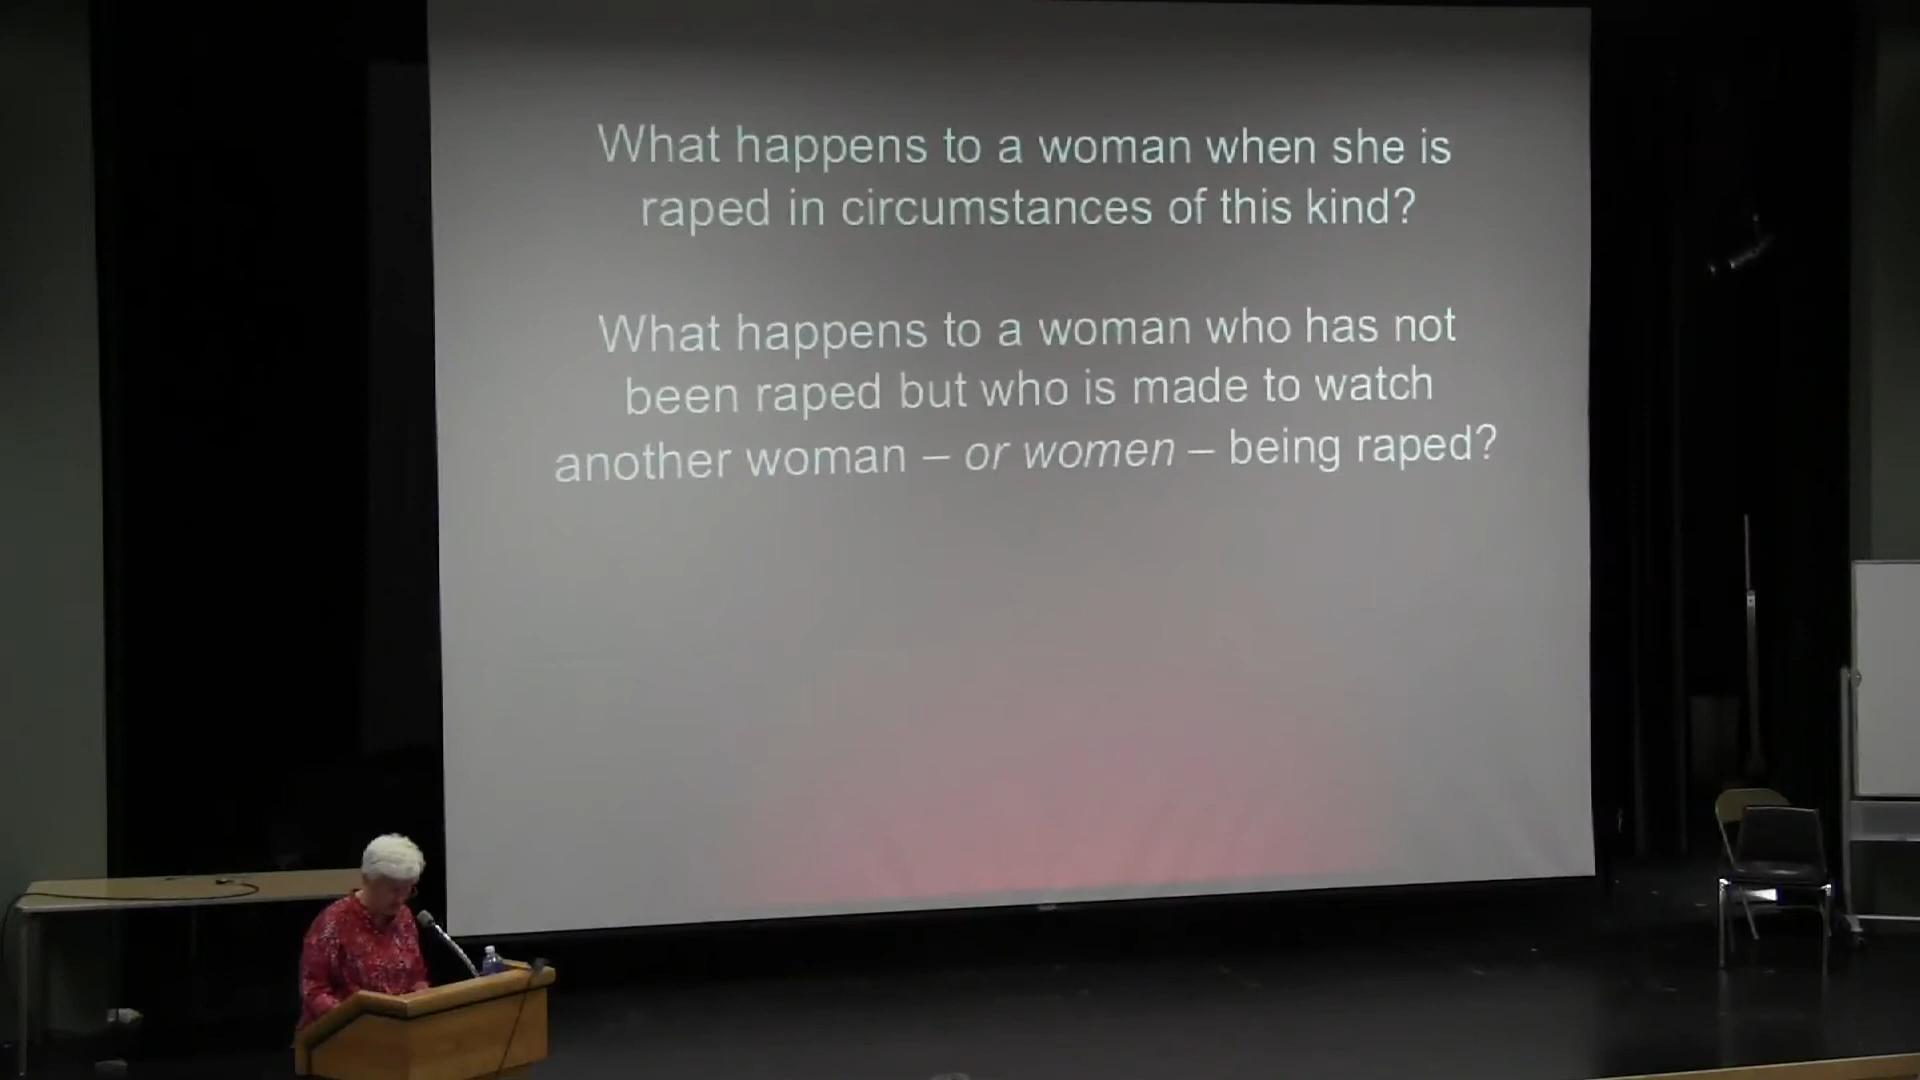 What happens to a woman when she is
raped in circumstances of this kind?
What happens to a woman who has not
been raped but who is made to watch
another woman – or women – being raped?